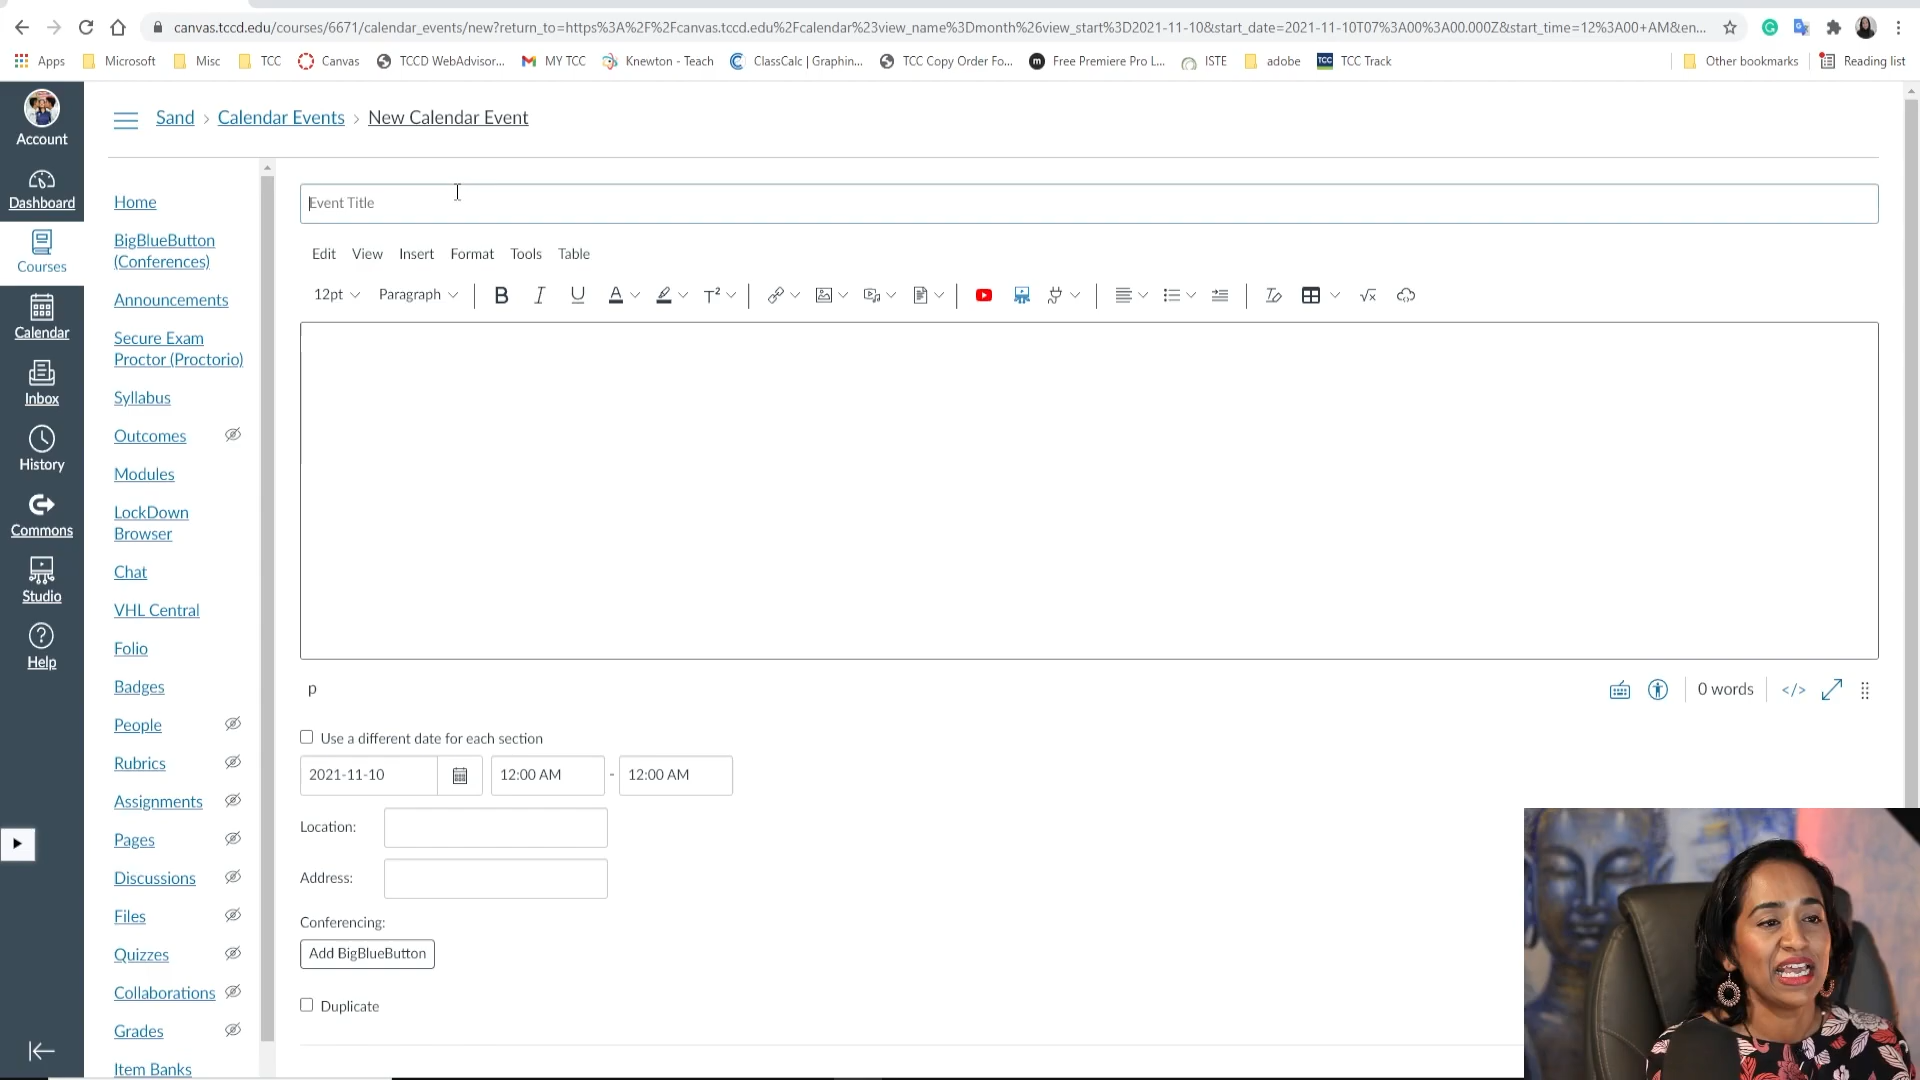 canvas.tccd.edu/courses/6671/calendar_events/new?return_to=https%3A%2F%2Fcanvas.tccd.edu%2Fcalendar%23view_name%3Dmonth%26view_start%3D2021-11-10&start_date=2021-11-10T07%3A00%3A00.000Z&start_time=12%3A00+AM&en...
Apps Microsoft Misc TCC Canvas TCCD WebAdvisor... MY TCC Knewton - Teach ClassCalc | Graphin... TCC Copy Order Fo... Free Premiere Pro L... ISTE adobe TCC TCC Track Other bookmarks Reading list
Account
Dashboard
Courses
Calendar
Inbox
History
Commons
Studio
Help
Sand > Calendar Events > New Calendar Event
Home
BigBlueButton
(Conferences)
Announcements
Secure Exam
Proctor (Proctorio)
Syllabus
Outcomes
Modules
LockDown
Browser
Chat
VHL Central
Folio
Badges
People
Rubrics
Assignments
Pages
Discussions
Files
Quizzes
Collaborations
Grades
Item Banks
Event Title
Edit View Insert Format Tools Table
12pt Paragraph B I U A T²
p 0 words </>
Use a different date for each section
2021-11-10 12:00 AM - 12:00 AM
Location:
Address:
Conferencing:
Add BigBlueButton
Duplicate